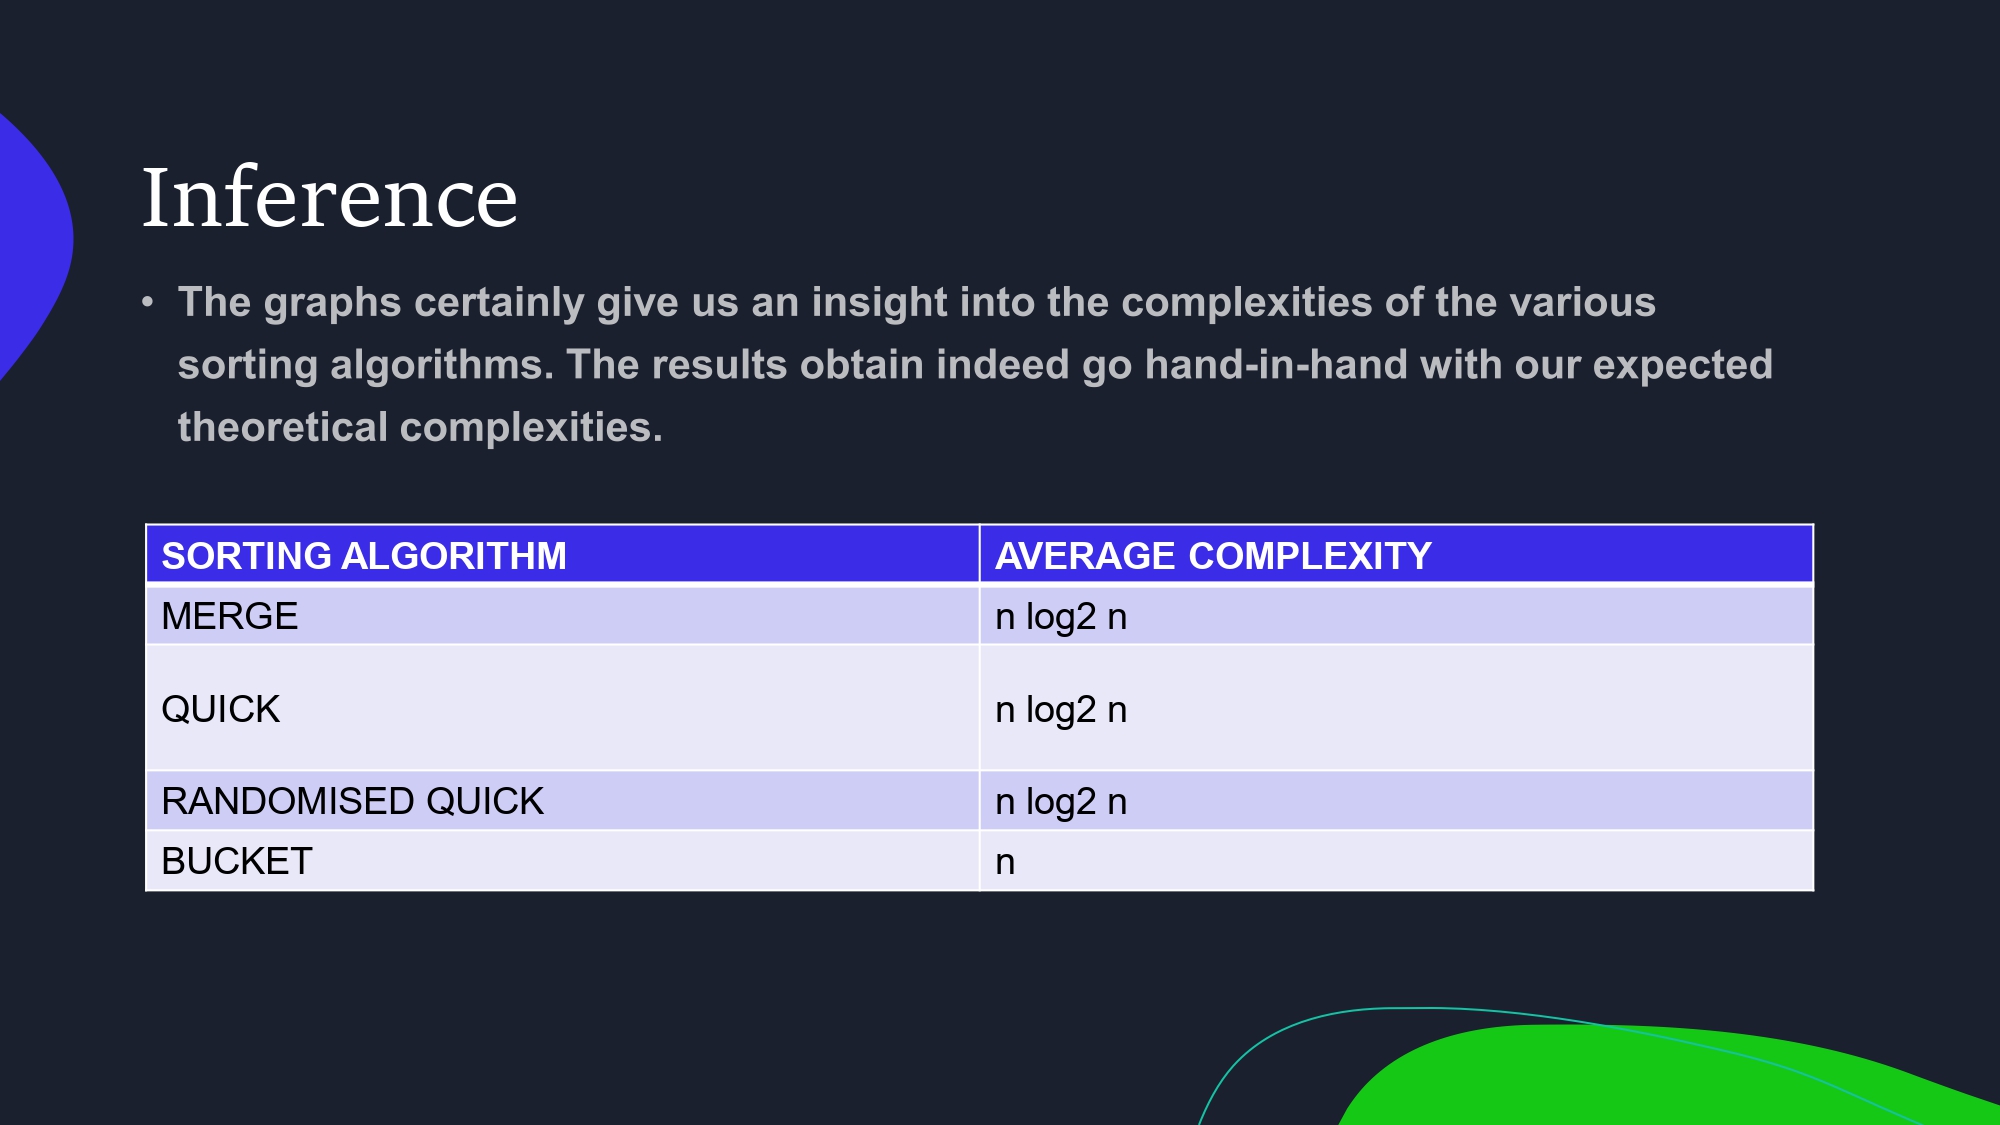 Inference
• The graphs certainly give us an insight into the complexities of the various
sorting algorithms. The results obtain indeed go hand-in-hand with our expected
theoretical complexities.
SORTING ALGORITHM AVERAGE COMPLEXITY
MERGE n log2 n
QUICK n log2 n
RANDOMISED QUICK n log2 n
BUCKET n